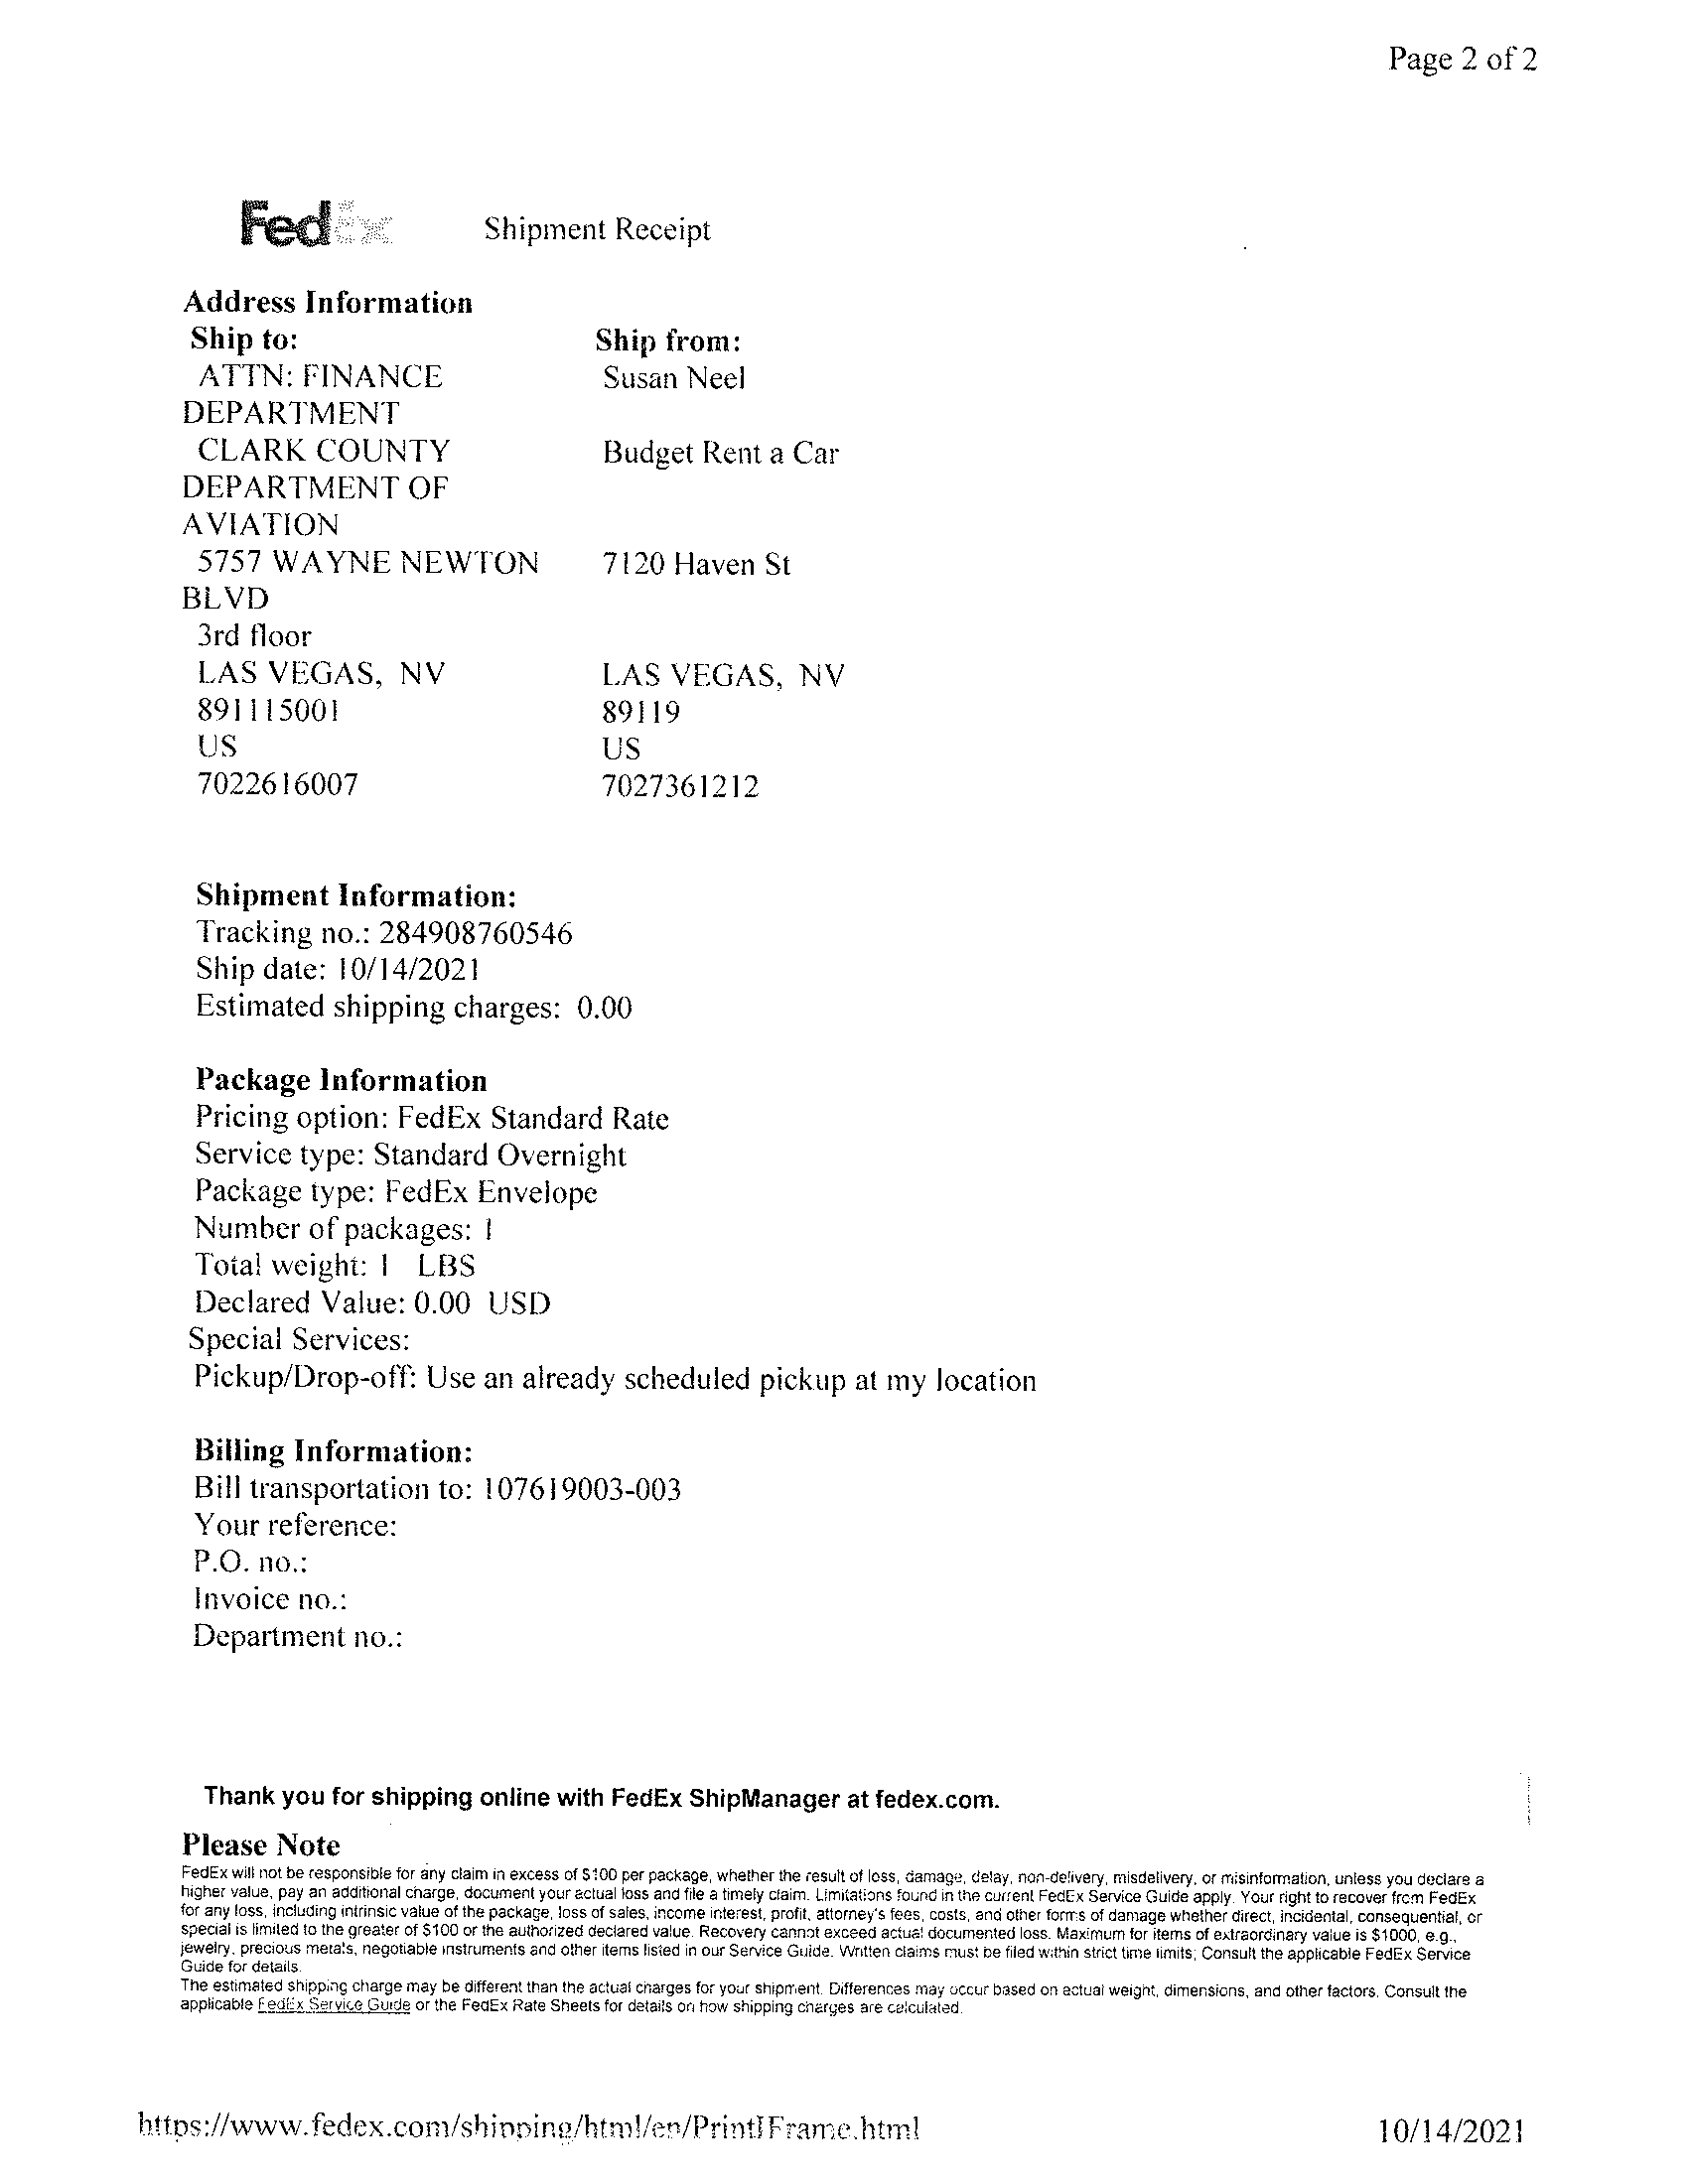 Page 2 of 2
FedEx Shipment Receipt
Address Information
Ship to: Ship from:
ATTN: FINANCE Susan Neel
DEPARTMENT
CLARK COUNTY Budget Rent a Car
DEPARTMENT OF
AVIATION
5757 WAYNE NEWTON 7120 Haven St
BLVD
3rd floor
LAS VEGAS, NV LAS VEGAS, NV
891115001 89119
US US
7022616007 7027361212
Shipment Information:
Tracking no.: 284908760546
Ship date: 10/14/2021
Estimated shipping charges: 0.00
Package Information
Pricing option: FedEx Standard Rate
Service type: Standard Overnight
Package type: FedEx Envelope
Number of packages: 1
Total weight: 1 LBS
Declared Value: 0.00 USD
Special Services:
Pickup/Drop-off: Use an already scheduled pickup at my location
Billing Information:
Bill transportation to: 107619003-003
Your reference:
P.O. no.:
Invoice no.:
Department no.:
Thank you for shipping online with FedEx ShipManager at fedex.com.
Please Note
FedEx will not be responsible for any claim in excess of $100 per package, whether the result of loss, damage, delay, non-delivery, misdelivery, or misinformation, unless you declare a
higher value, pay an additional charge, document your actual loss and file a timely claim. Limitations found in the current FedEx Service Guide apply. Your right to recover from FedEx
for any loss, including intrinsic value of the package, loss of sales, income interest, profit, attorney's fees, costs, and other forms of damage whether direct, incidental, consequential, or
special is limited to the greater of $100 or the authorized declared value. Recovery cannot exceed actual documented loss. Maximum for items of extraordinary value is $1000, e.g.,
jewelry, precious metals, negotiable instruments and other items listed in our Service Guide. Written claims must be filed within strict time limits; Consult the applicable FedEx Service
Guide for details.
The estimated shipping charge may be different than the actual charges for your shipment. Differences may occur based on actual weight, dimensions, and other factors. Consult the
applicable FedEx Service Guide or the FedEx Rate Sheets for details on how shipping charges are calculated.
https://www.fedex.com/shipping/html/en/PrintIFrame.html 10/14/2021